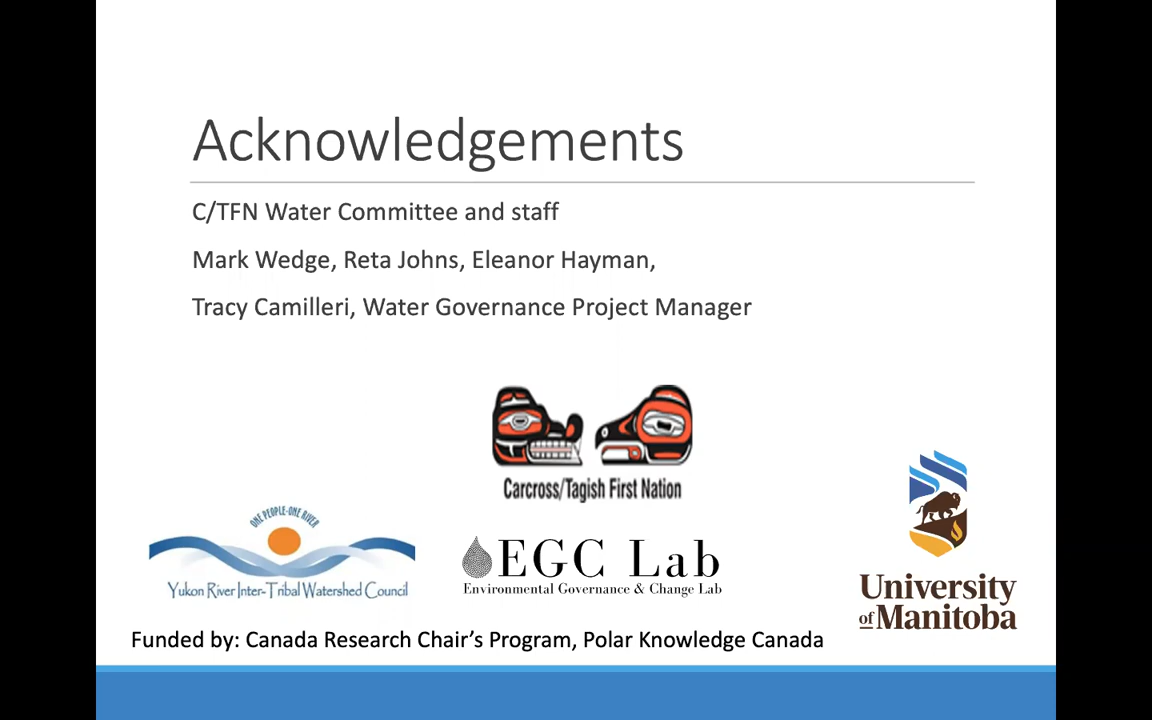 Acknowledgements
C/TFN Water Committee and staff
Mark Wedge, Reta Johns, Eleanor Hayman,
Tracy Camilleri, Water Governance Project Manager
Carcross/Tagish First Nation
ONE PEOPLE-ONE RIVER
Yukon River Inter-Tribal Watershed Council
EGC Lab
Environmental Governance & Change Lab
University
of Manitoba
Funded by: Canada Research Chair’s Program, Polar Knowledge Canada